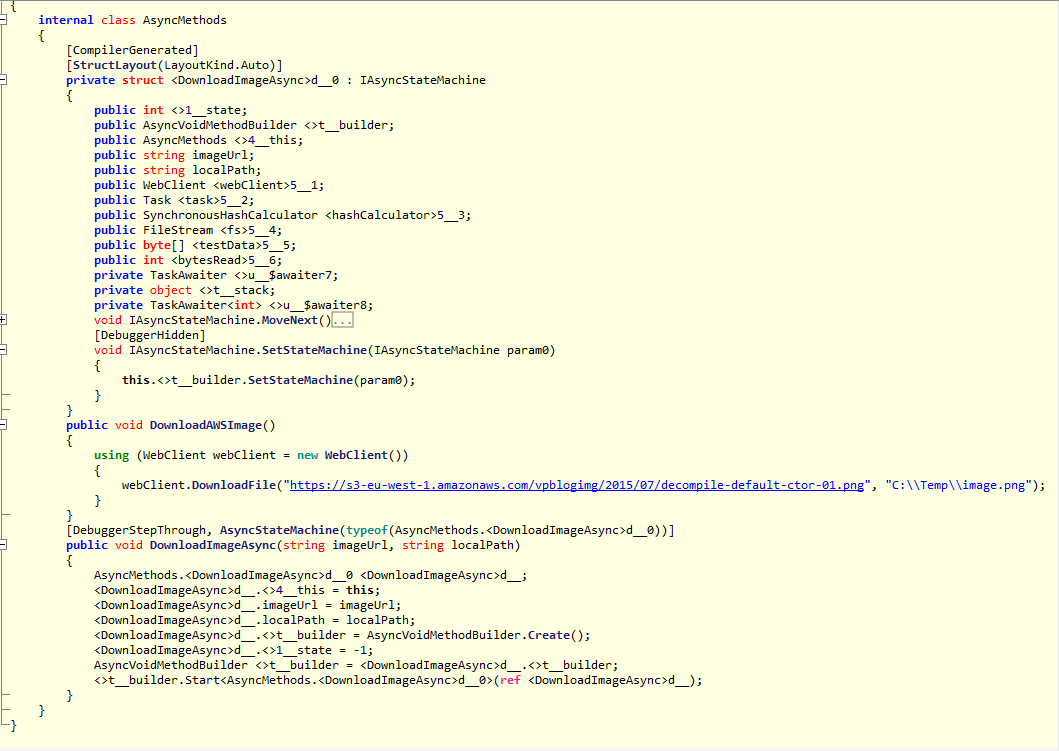 {
internal class AsyncMethods
{
[CompilerGenerated]
[StructLayout(LayoutKind.Auto)]
private struct <DownloadImageAsync>d__0 : IAsyncStateMachine
{
public int <>1__state;
public AsyncVoidMethodBuilder <>t__builder;
public AsyncMethods <>4__this;
public string imageUrl;
public string localPath;
public WebClient <webClient>5__1;
public Task <task>5__2;
public SynchronousHashCalculator <hashCalculator>5__3;
public FileStream <fs>5__4;
public byte[] <testData>5__5;
public int <bytesRead>5__6;
private TaskAwaiter <>u__$awaiter7;
private object <>t__stack;
private TaskAwaiter<int> <>u__$awaiter8;
void IAsyncStateMachine.MoveNext()...
[DebuggerHidden]
void IAsyncStateMachine.SetStateMachine(IAsyncStateMachine param0)
{
this.<>t__builder.SetStateMachine(param0);
}
}
public void DownloadAWSImage()
{
using (WebClient webClient = new WebClient())
{
webClient.DownloadFile("https://s3-eu-west-1.amazonaws.com/vpblogimg/2015/07/decompile-default-ctor-01.png", "C:\\Temp\\image.png");
}
}
[DebuggerStepThrough, AsyncStateMachine(typeof(AsyncMethods.<DownloadImageAsync>d__0))]
public void DownloadImageAsync(string imageUrl, string localPath)
{
AsyncMethods.<DownloadImageAsync>d__0 <DownloadImageAsync>d__;
<DownloadImageAsync>d__.<>4__this = this;
<DownloadImageAsync>d__.imageUrl = imageUrl;
<DownloadImageAsync>d__.localPath = localPath;
<DownloadImageAsync>d__.<>t__builder = AsyncVoidMethodBuilder.Create();
<DownloadImageAsync>d__.<>1__state = -1;
AsyncVoidMethodBuilder <>t__builder = <DownloadImageAsync>d__.<>t__builder;
<>t__builder.Start<AsyncMethods.<DownloadImageAsync>d__0>(ref <DownloadImageAsync>d__);
}
}
}